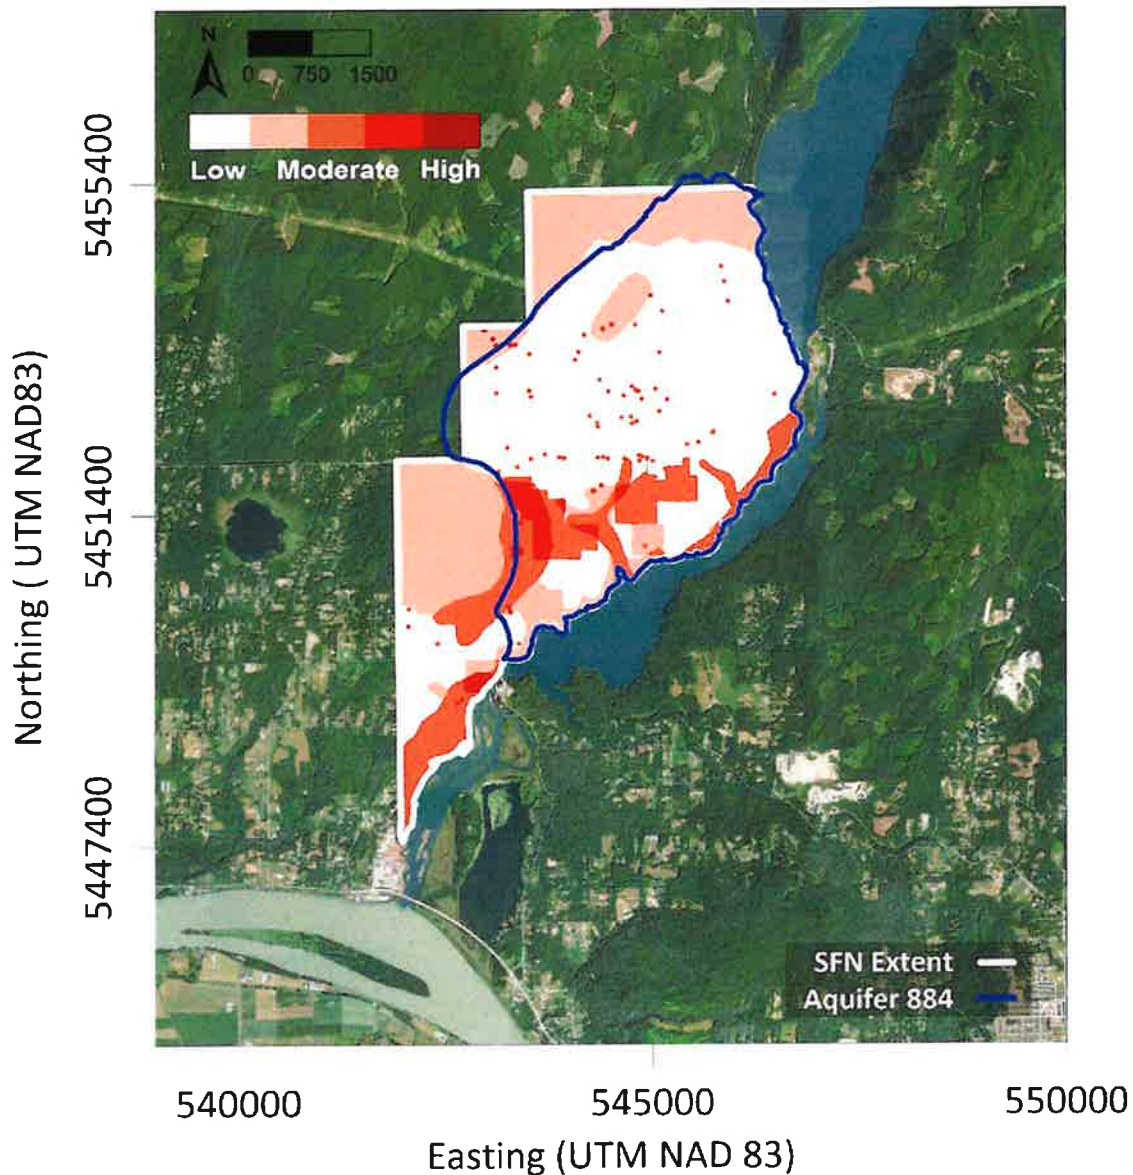 N
0 750 1500
Low Moderate High
5455400
5451400
5447400
Northing ( UTM NAD83)
SFN Extent
Aquifer 884
540000 545000 550000
Easting (UTM NAD 83)